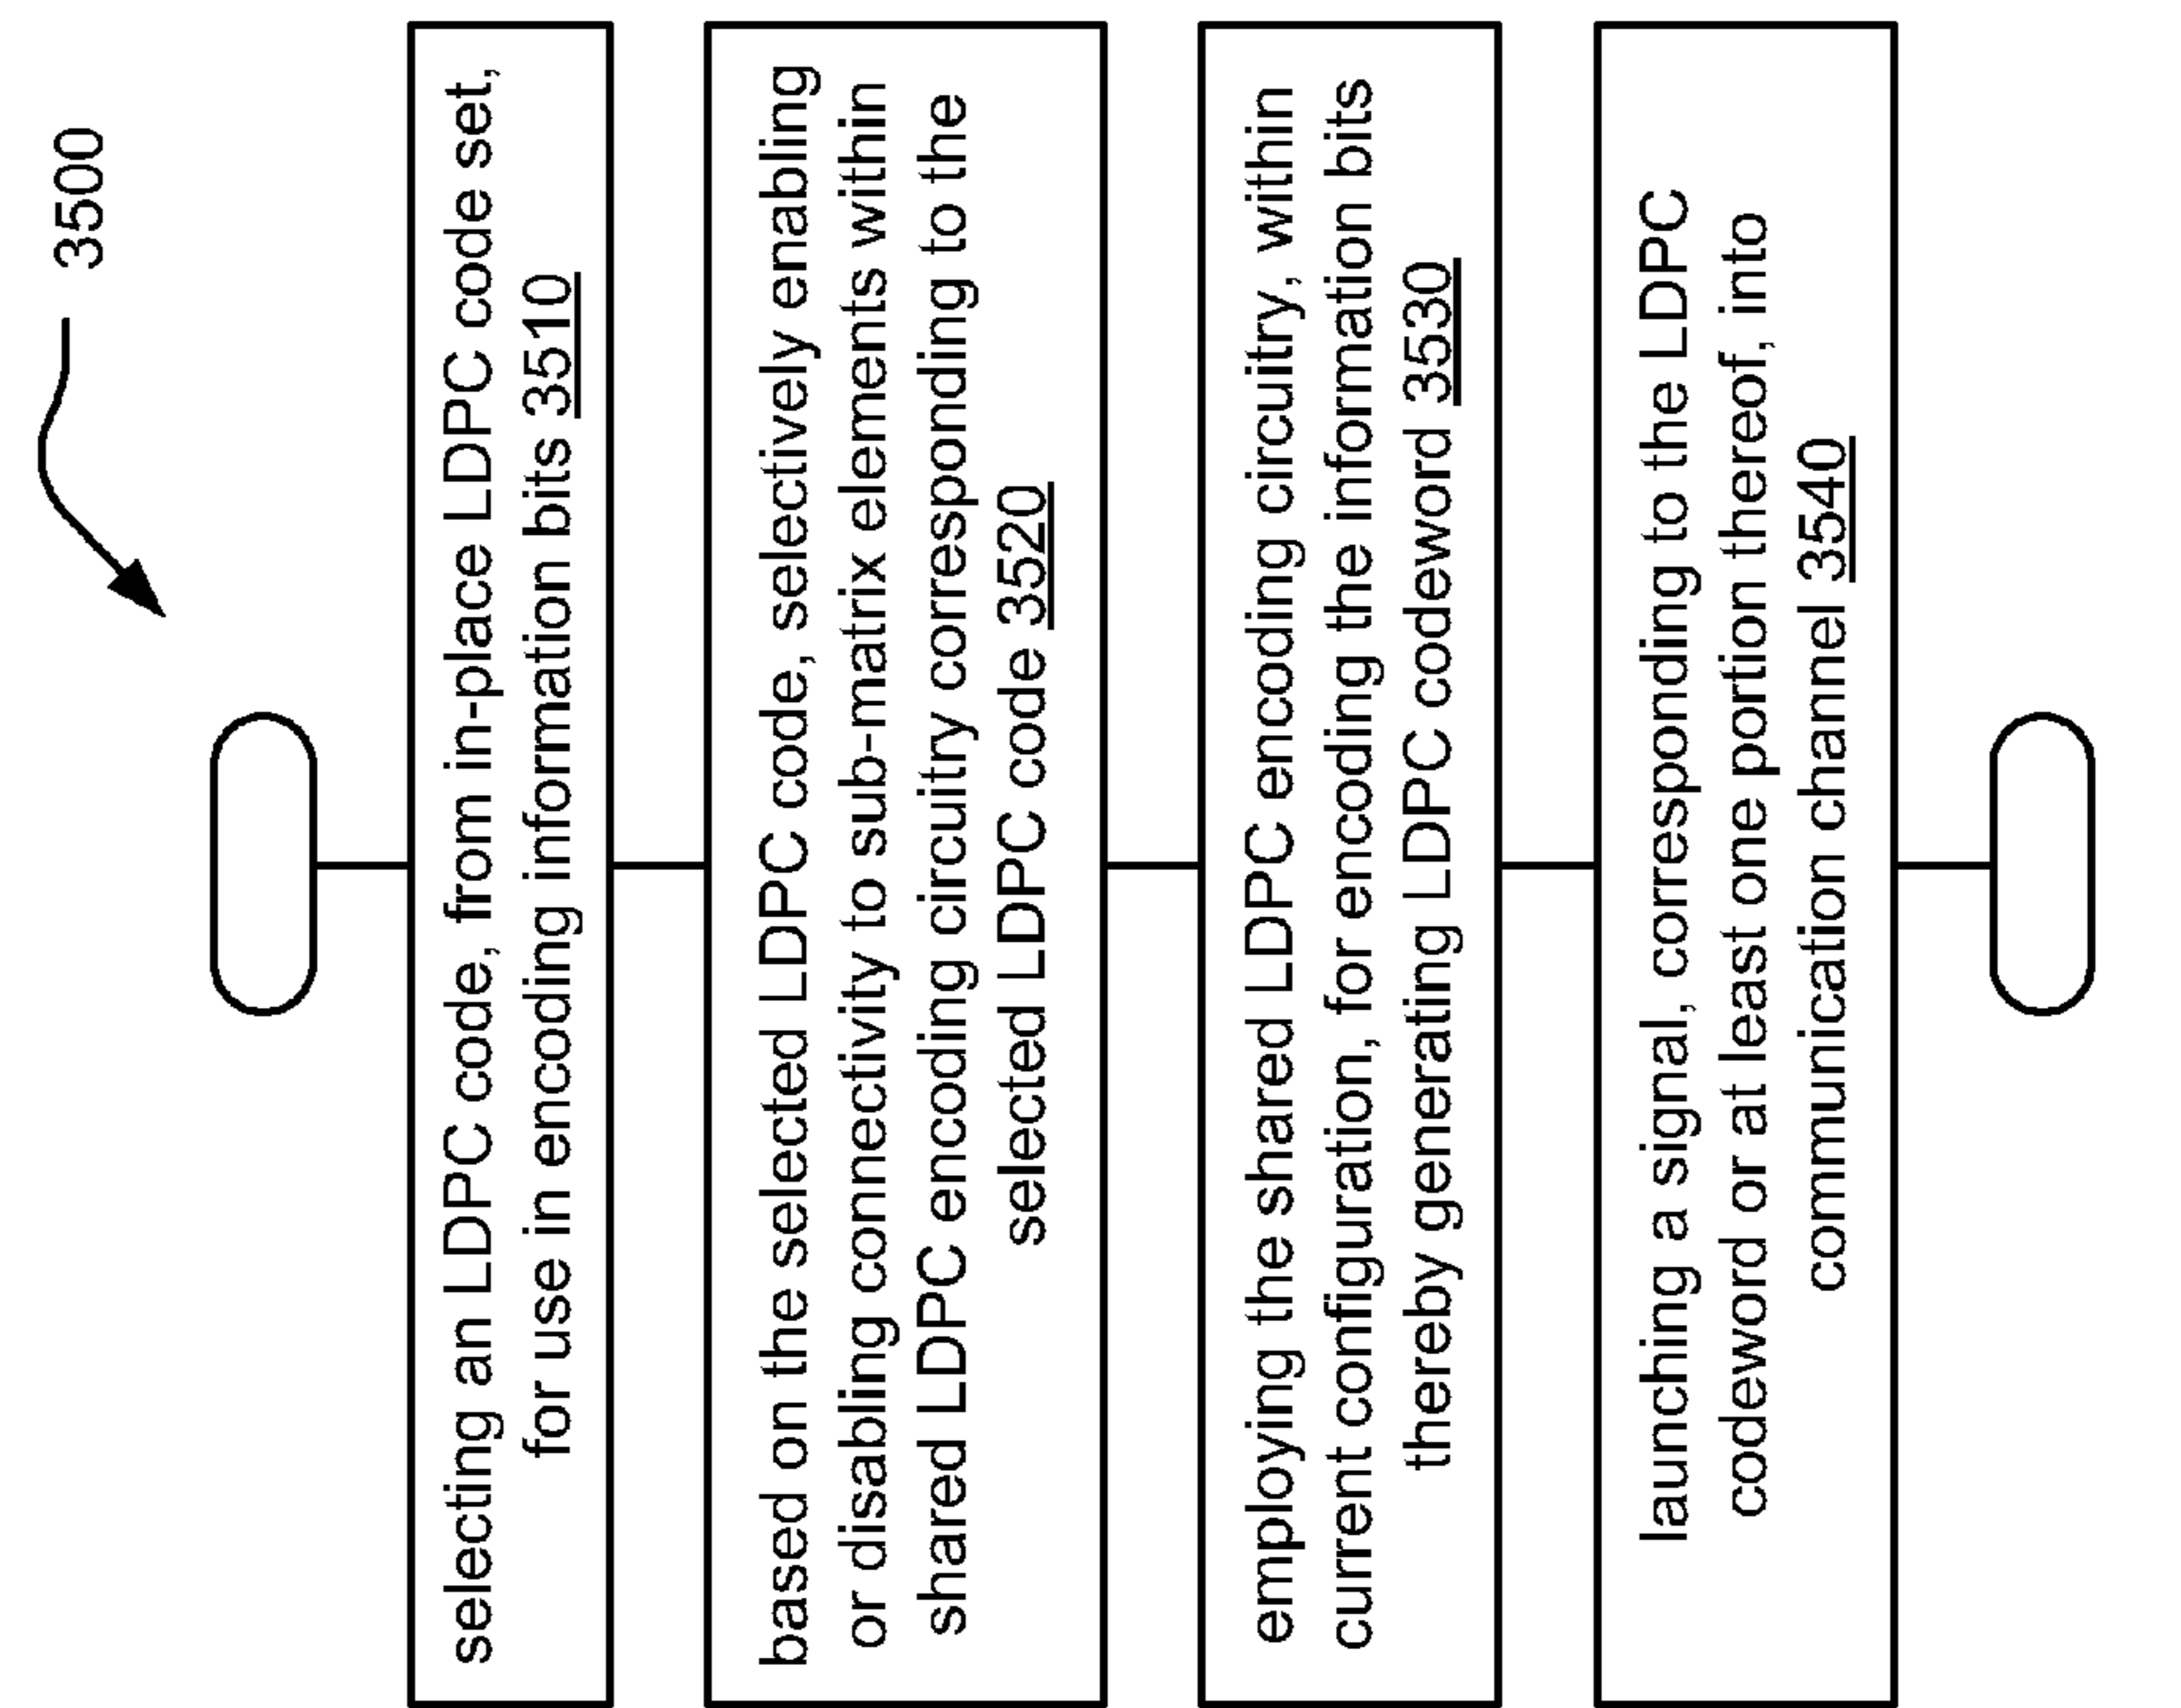 3500
selecting an LDPC code, from in-place LDPC code set,
for use in encoding information bits 3510
based on the selected LDPC code, selectively enabling
or disabling connectivity to sub-matrix elements within
shared LDPC encoding circuitry corresponding to the
selected LDPC code 3520
employing the shared LDPC encoding circuitry, within
current configuration, for encoding the information bits
thereby generating LDPC codeword 3530
launching a signal, corresponding to the LDPC
codeword or at least one portion thereof, into
communication channel 3540